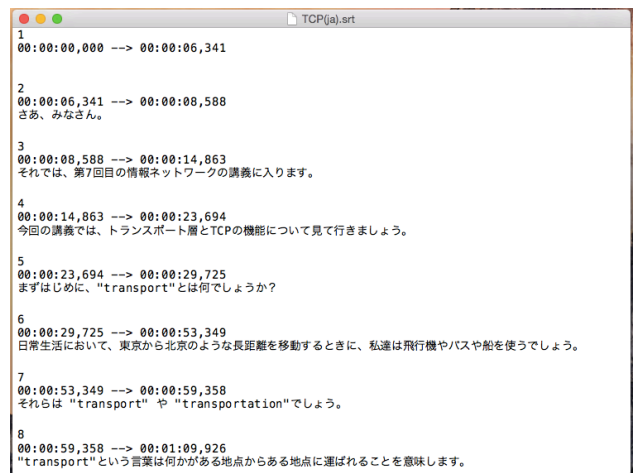 TCP(ja).srt
1
00:00:00,000 --> 00:00:06,341
2
00:00:06,341 --> 00:00:08,588
さあ、みなさん。
3
00:00:08,588 --> 00:00:14,863
それでは、第7回目の情報ネットワークの講義に入ります。
4
00:00:14,863 --> 00:00:23,694
今回の講義では、トランスポート層とTCPの機能について見て行きましょう。
5
00:00:23,694 --> 00:00:29,725
まずはじめに、"transport"とは何でしょうか？
6
00:00:29,725 --> 00:00:53,349
日常生活において、東京から北京のような長距離を移動するときに、私達は飛行機やバスや船を使うでしょう。
7
00:00:53,349 --> 00:00:59,358
それらは "transport" や "transportation"でしょう。
8
00:00:59,358 --> 00:01:09,926
"transport"という言葉は何かがある地点からある地点に運ばれることを意味します。